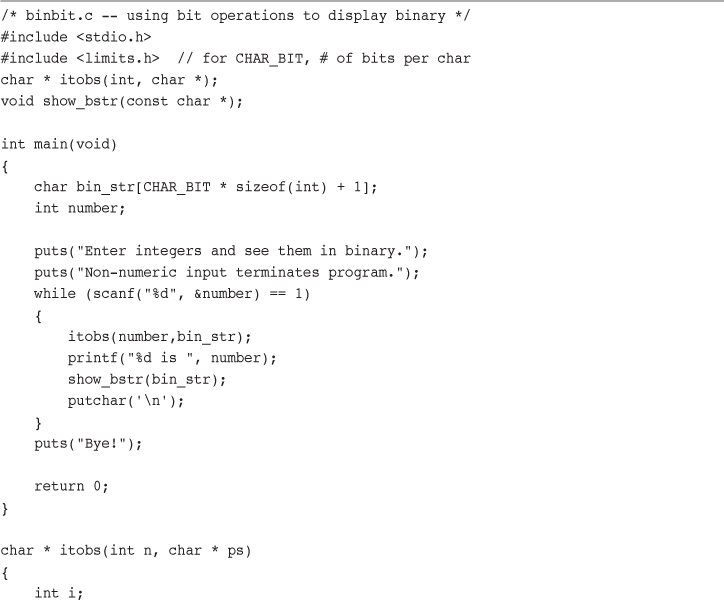 /* binbit.c -- using bit operations to display binary */
#include <stdio.h>
#include <limits.h>  // for CHAR_BIT, # of bits per char
char * itobs(int, char *);
void show_bstr(const char *);

int main(void)
{
    char bin_str[CHAR_BIT * sizeof(int) + 1];
    int number;

    puts("Enter integers and see them in binary.");
    puts("Non-numeric input terminates program.");
    while (scanf("%d", &number) == 1)
    {
        itobs(number,bin_str);
        printf("%d is ", number);
        show_bstr(bin_str);
        putchar('\n');
    }
    puts("Bye!");

    return 0;
}

char * itobs(int n, char * ps)
{
    int i;